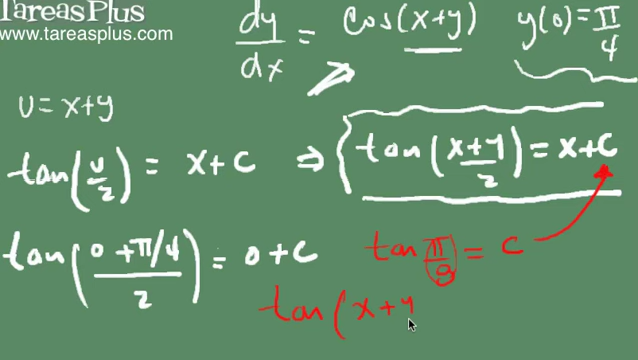 TareasPlus
www.tareasplus.com
dy/dx = cos(x+y) y(0)=π/4
u=x+y
tan(u/2) = x+c ⇒ tan(x+y/2) = x+c
tan(0+π/4/2) = 0+c
tan π/8 = c
tan(x+y